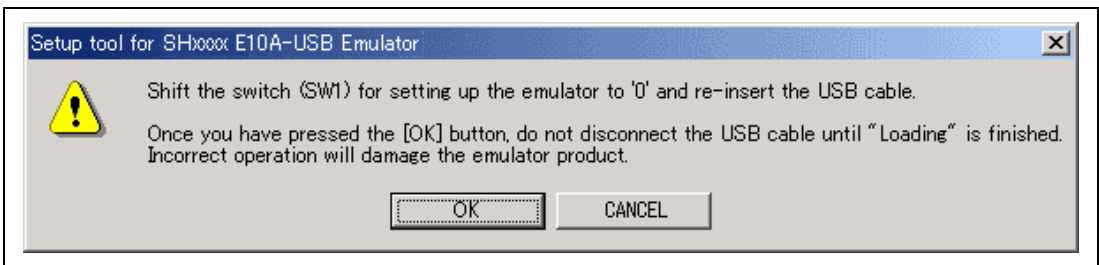 Setup tool for SHxxxx E10A-USB Emulator
Shift the switch (SW1) for setting up the emulator to '0' and re-insert the USB cable.
Once you have pressed the [OK] button, do not disconnect the USB cable until "Loading" is finished.
Incorrect operation will damage the emulator product.
OK
CANCEL